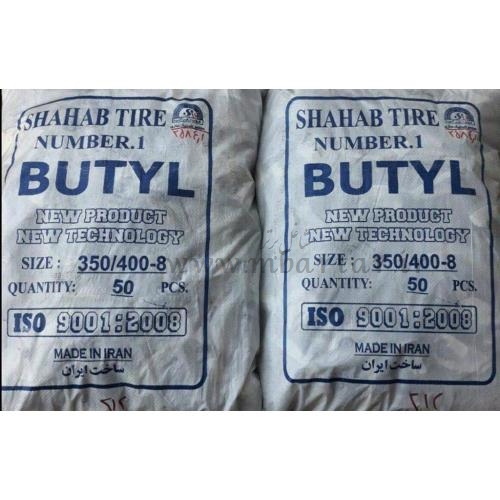 SHAHAB TIRE
NUMBER.1
BUTYL
NEW PRODUCT
NEW TECHNOLOGY
SIZE : 350/400-8
QUANTITY: 50 PCS.
ISO 9001:2008
MADE IN IRAN
ساخت ایران
SHAHAB TIRE
NUMBER.1
BUTYL
NEW PRODUCT
NEW TECHNOLOGY
SIZE : 350/400-8
QUANTITY: 50 PCS.
ISO 9001:2008
MADE IN IRAN
ساخت ایران